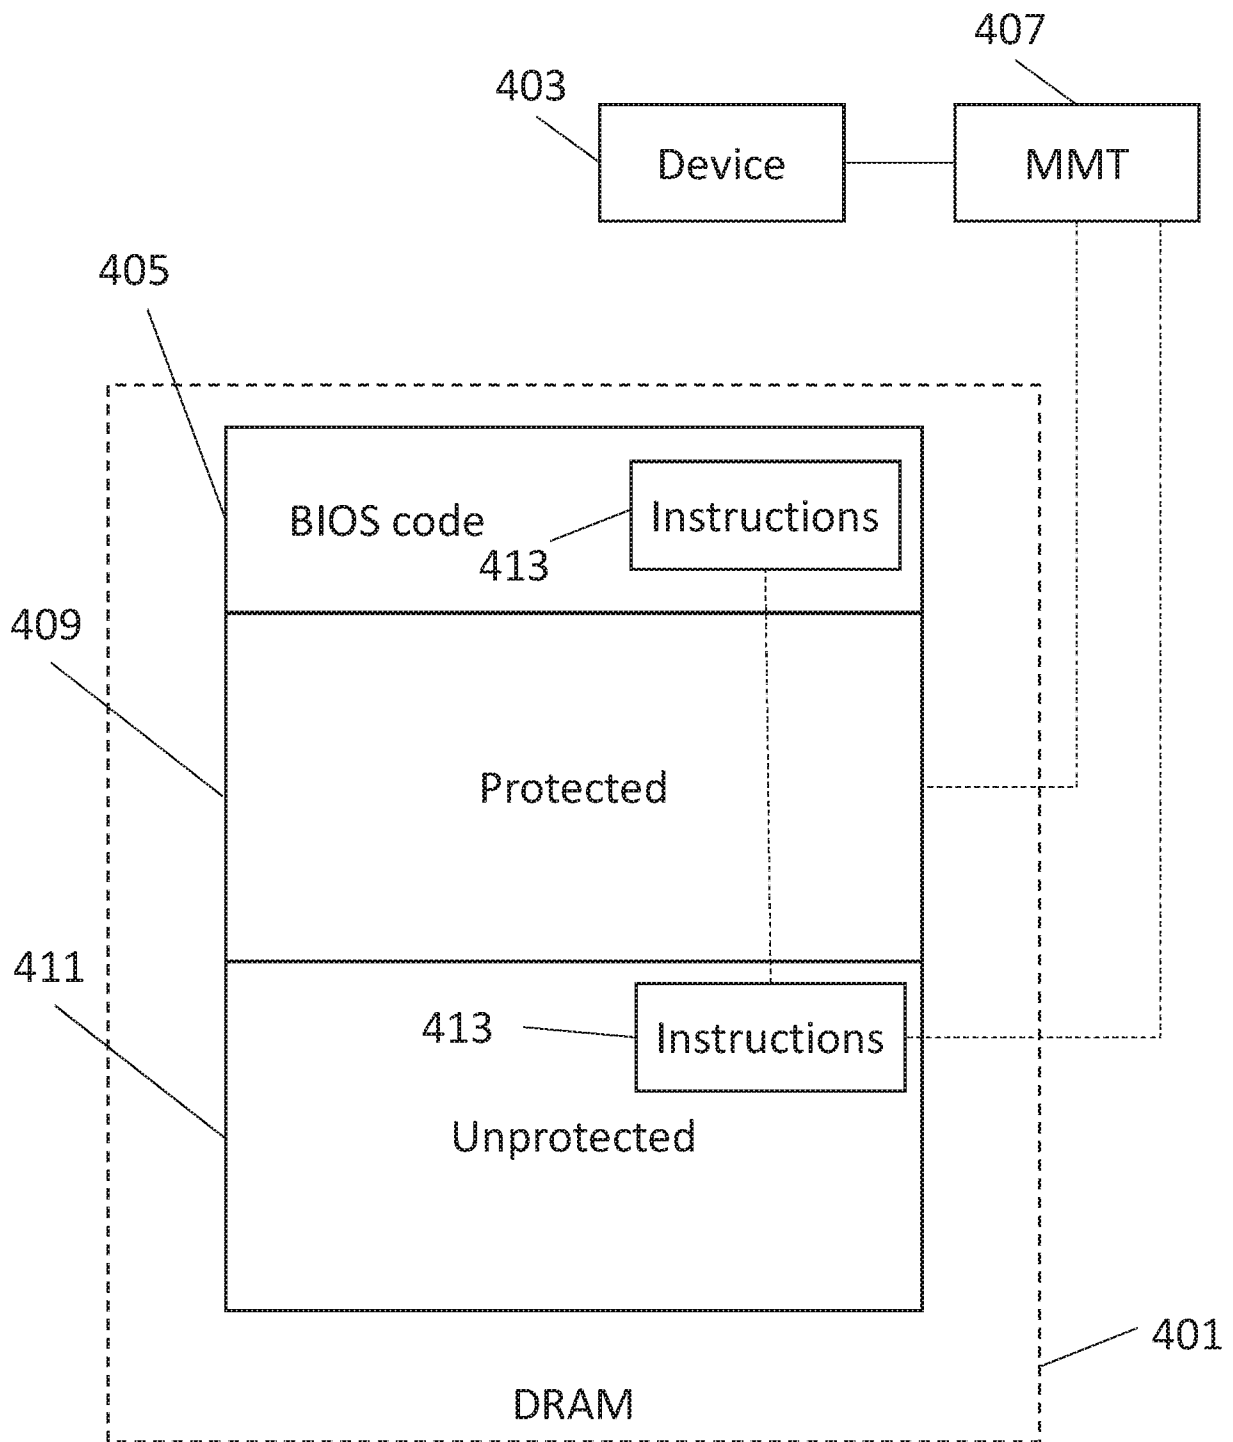 407
403
Device
MMT
405
BIOS code
Instructions
413
409
Protected
411
413
Instructions
Unprotected
401
DRAM